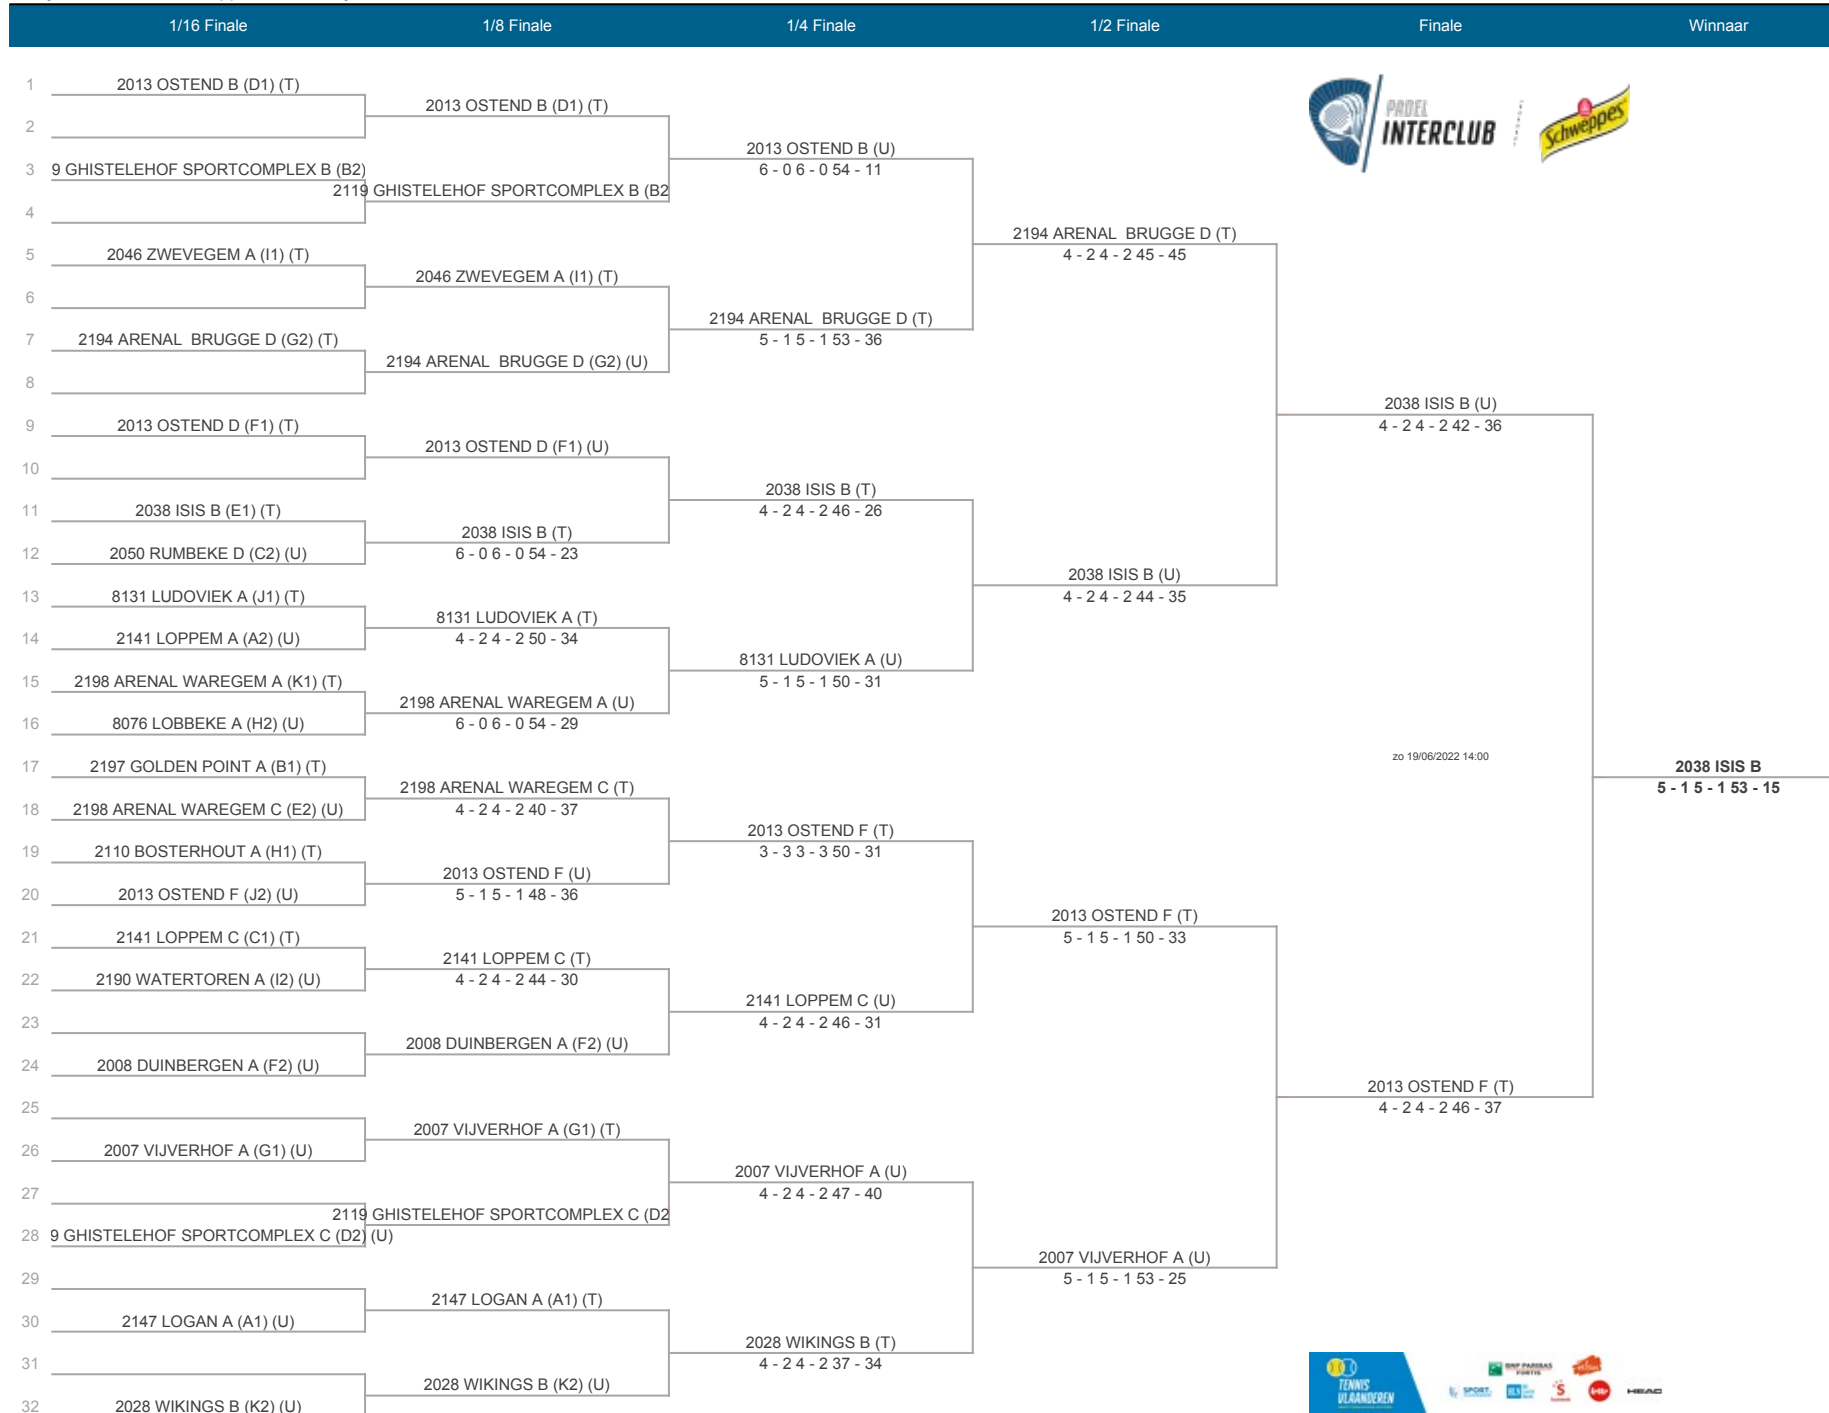 1/16 Finale 1/8 Finale 1/4 Finale 1/2 Finale Finale Winnaar
1 2013 OSTEND B (D1) (T)
2013 OSTEND B (D1) (T)
2
2013 OSTEND B (U)
6 - 0 6 - 0 54 - 11
3 9 GHISTELEHOF SPORTCOMPLEX B (B2)
2119 GHISTELEHOF SPORTCOMPLEX B (B2
4
2194 ARENAL BRUGGE D (T)
4 - 2 4 - 2 45 - 45
5 2046 ZWEVEGEM A (I1) (T)
2046 ZWEVEGEM A (I1) (T)
6
2194 ARENAL BRUGGE D (T)
5 - 1 5 - 1 53 - 36
7 2194 ARENAL BRUGGE D (G2) (T)
2194 ARENAL BRUGGE D (G2) (U)
8
2038 ISIS B (U)
4 - 2 4 - 2 42 - 36
9 2013 OSTEND D (F1) (T)
2013 OSTEND D (F1) (U)
10
2038 ISIS B (T)
4 - 2 4 - 2 46 - 26
11 2038 ISIS B (E1) (T)
2038 ISIS B (T)
6 - 0 6 - 0 54 - 23
12 2050 RUMBEKE D (C2) (U)
2038 ISIS B (U)
4 - 2 4 - 2 44 - 35
13 8131 LUDOVIEK A (J1) (T)
8131 LUDOVIEK A (T)
4 - 2 4 - 2 50 - 34
14 2141 LOPPEM A (A2) (U)
8131 LUDOVIEK A (U)
5 - 1 5 - 1 50 - 31
15 2198 ARENAL WAREGEM A (K1) (T)
2198 ARENAL WAREGEM A (U)
6 - 0 6 - 0 54 - 29
16 8076 LOBBEKE A (H2) (U)
zo 19/06/2022 14:00
2038 ISIS B
5 - 1 5 - 1 53 - 15
17 2197 GOLDEN POINT A (B1) (T)
2198 ARENAL WAREGEM C (T)
4 - 2 4 - 2 40 - 37
18 2198 ARENAL WAREGEM C (E2) (U)
2013 OSTEND F (T)
3 - 3 3 - 3 50 - 31
19 2110 BOSTERHOUT A (H1) (T)
2013 OSTEND F (U)
5 - 1 5 - 1 48 - 36
20 2013 OSTEND F (J2) (U)
2013 OSTEND F (T)
5 - 1 5 - 1 50 - 33
21 2141 LOPPEM C (C1) (T)
2141 LOPPEM C (T)
4 - 2 4 - 2 44 - 30
22 2190 WATERTOREN A (I2) (U)
2141 LOPPEM C (U)
4 - 2 4 - 2 46 - 31
23
2008 DUINBERGEN A (F2) (U)
24 2008 DUINBERGEN A (F2) (U)
2013 OSTEND F (T)
4 - 2 4 - 2 46 - 37
25
2007 VIJVERHOF A (G1) (T)
26 2007 VIJVERHOF A (G1) (U)
2007 VIJVERHOF A (U)
4 - 2 4 - 2 47 - 40
27
2119 GHISTELEHOF SPORTCOMPLEX C (D2
28 9 GHISTELEHOF SPORTCOMPLEX C (D2) (U)
2007 VIJVERHOF A (U)
5 - 1 5 - 1 53 - 25
29
2147 LOGAN A (A1) (T)
30 2147 LOGAN A (A1) (U)
2028 WIKINGS B (T)
4 - 2 4 - 2 37 - 34
31
2028 WIKINGS B (K2) (U)
32 2028 WIKINGS B (K2) (U)
PADEL
INTERCLUB
Schweppes
TENNIS
VLAANDEREN
BNP PARIBAS
FORTIS
SPORT
HLN
HEAD